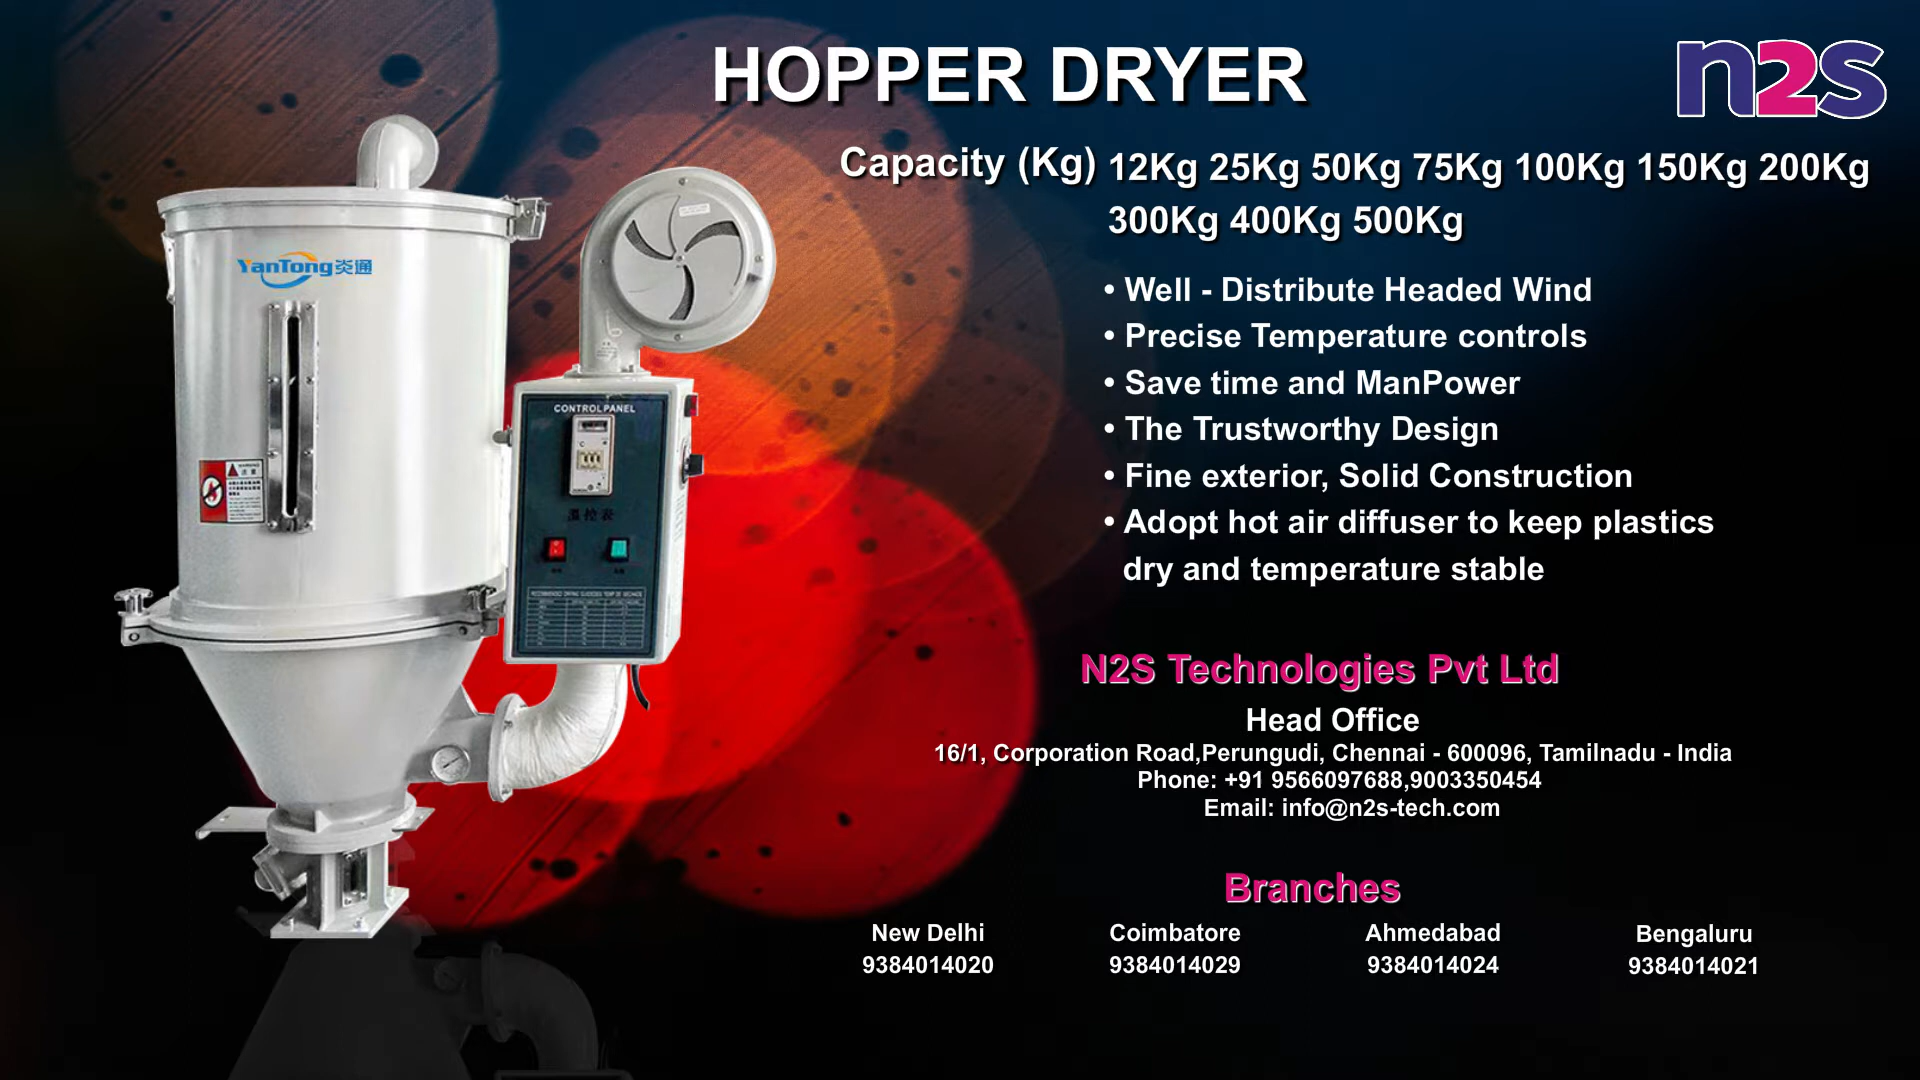 HOPPER DRYER
n2s
Capacity (Kg) 12Kg 25Kg 50Kg 75Kg 100Kg 150Kg 200Kg
300Kg 400Kg 500Kg
• Well - Distribute Headed Wind
• Precise Temperature controls
• Save time and ManPower
• The Trustworthy Design
• Fine exterior, Solid Construction
• Adopt hot air diffuser to keep plastics
dry and temperature stable
YanTong炎通
CONTROL PANEL
温控表
N2S Technologies Pvt Ltd
Head Office
16/1, Corporation Road,Perungudi, Chennai - 600096, Tamilnadu - India
Phone: +91 9566097688,9003350454
Email: info@n2s-tech.com
Branches
New Delhi
9384014020
Coimbatore
9384014029
Ahmedabad
9384014024
Bengaluru
9384014021